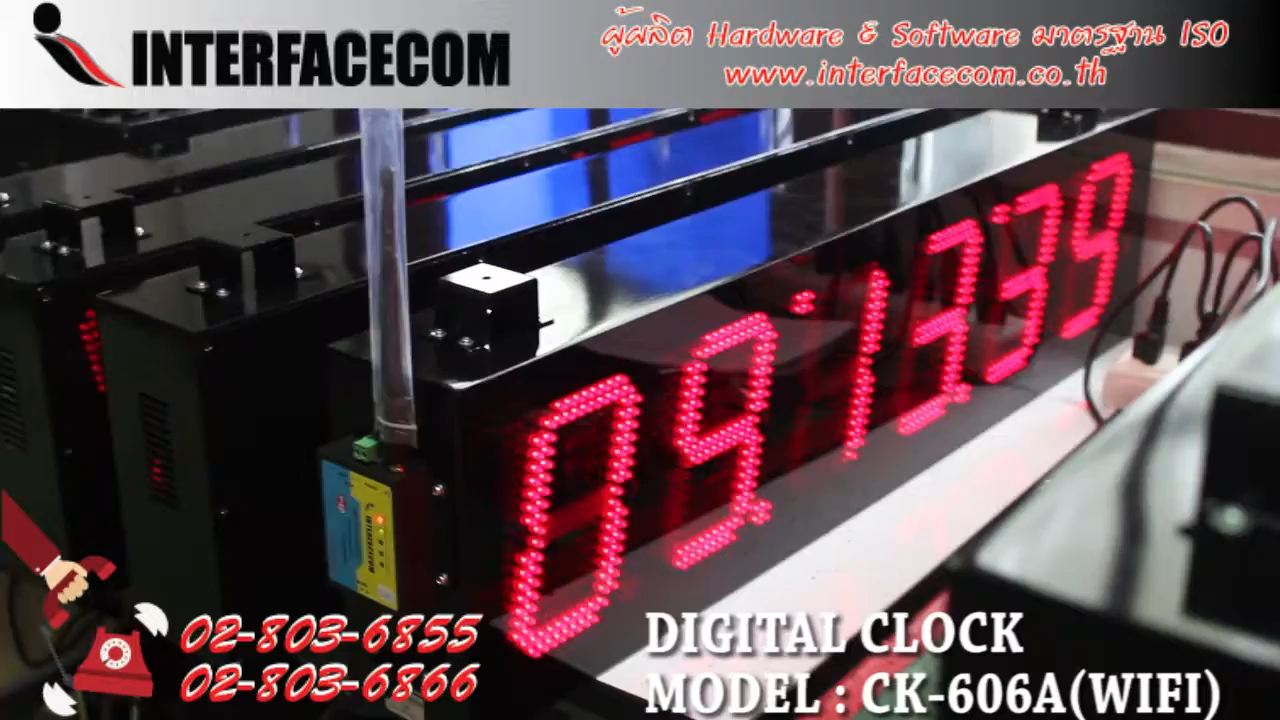 INTERFACECOM
ผู้ผลิต Hardware & Software มาตรฐาน ISO
www.interfacecom.co.th
09:13:39
INTERFACECOM
02-803-6855
02-803-6866
DIGITAL CLOCK
MODEL : CK-606A(WIFI)